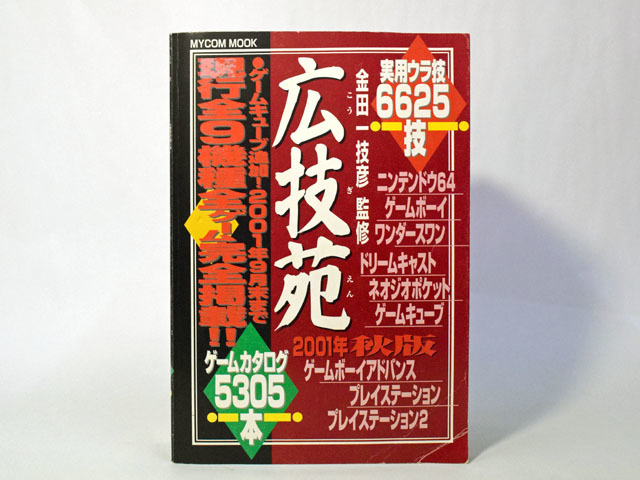 MYCOM MOOK
実用ウラ技
6625
技
広技苑
こう
ぎ
えん
金田一技彦 監修
●ゲームキューブ追加!2001年9月末まで
現行全9機種全ゲーム完全掲載!!
ニンテンドウ64
ゲームボーイ
ワンダースワン
ドリームキャスト
ネオジオポケット
ゲームキューブ
2001年 秋版
ゲームボーイアドバンス
プレイステーション
プレイステーション2
ゲームカタログ
5305
本